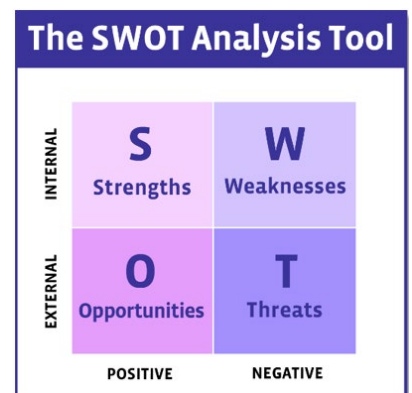 The SWOT Analysis Tool
INTERNAL
S
Strengths
W
Weaknesses
EXTERNAL
O
Opportunities
T
Threats
POSITIVE
NEGATIVE